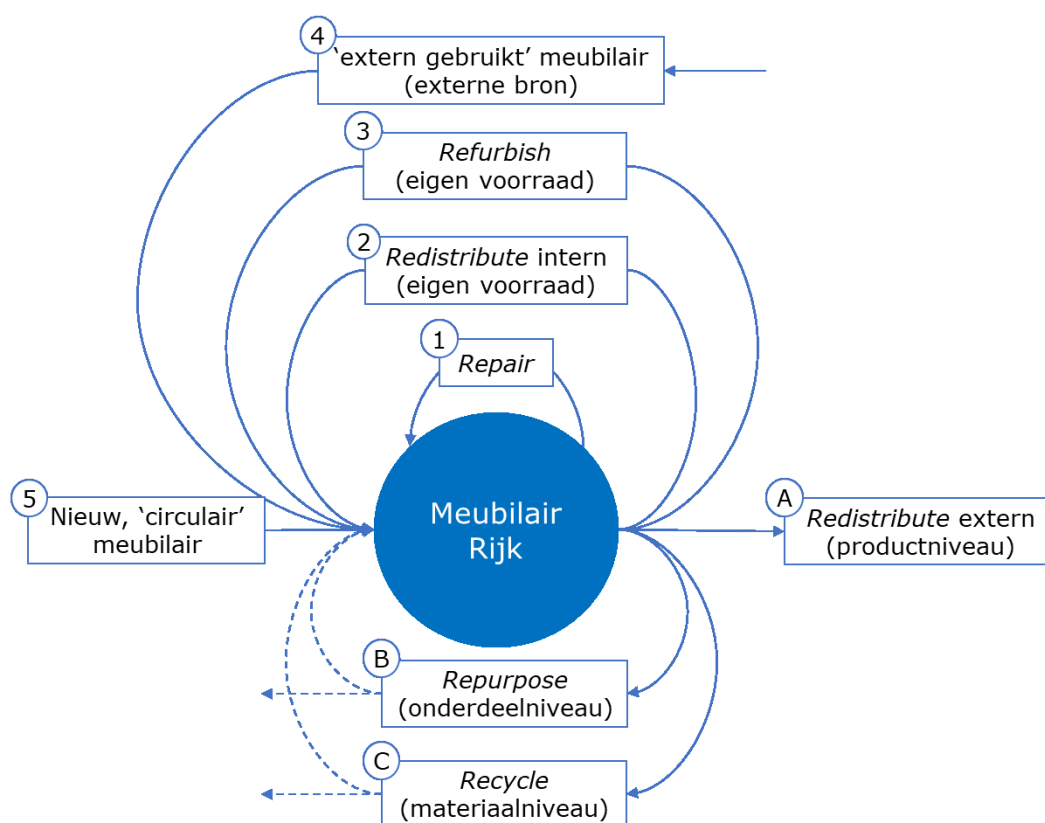 4
‘extern gebruikt’ meubilair
(externe bron)
3
Refurbish
(eigen voorraad)
2
Redistribute intern
(eigen voorraad)
1
Repair
5
Nieuw, ‘circulair’
meubilair
Meubilair
Rijk
A
Redistribute extern
(productniveau)
B
Repurpose
(onderdeelniveau)
C
Recycle
(materiaalniveau)